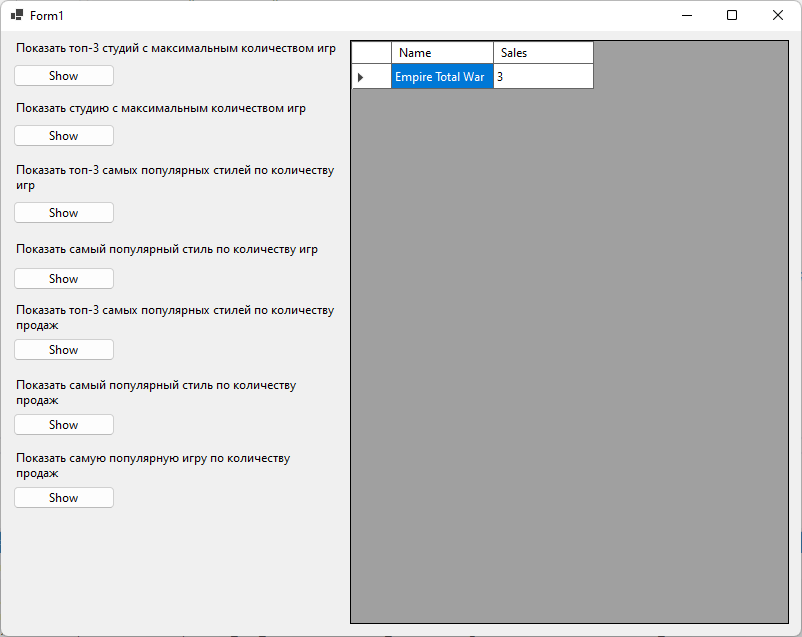 Form1
Показать топ-3 студий с максимальным количеством игр
Show
Показать студию с максимальным количеством игр
Show
Показать топ-3 самых популярных стилей по количеству
игр
Show
Показать самый популярный стиль по количеству игр
Show
Показать топ-3 самых популярных стилей по количеству
продаж
Show
Показать самый популярный стиль по количеству
продаж
Show
Показать самую популярную игру по количеству
продаж
Show
Name Sales
Empire Total War 3